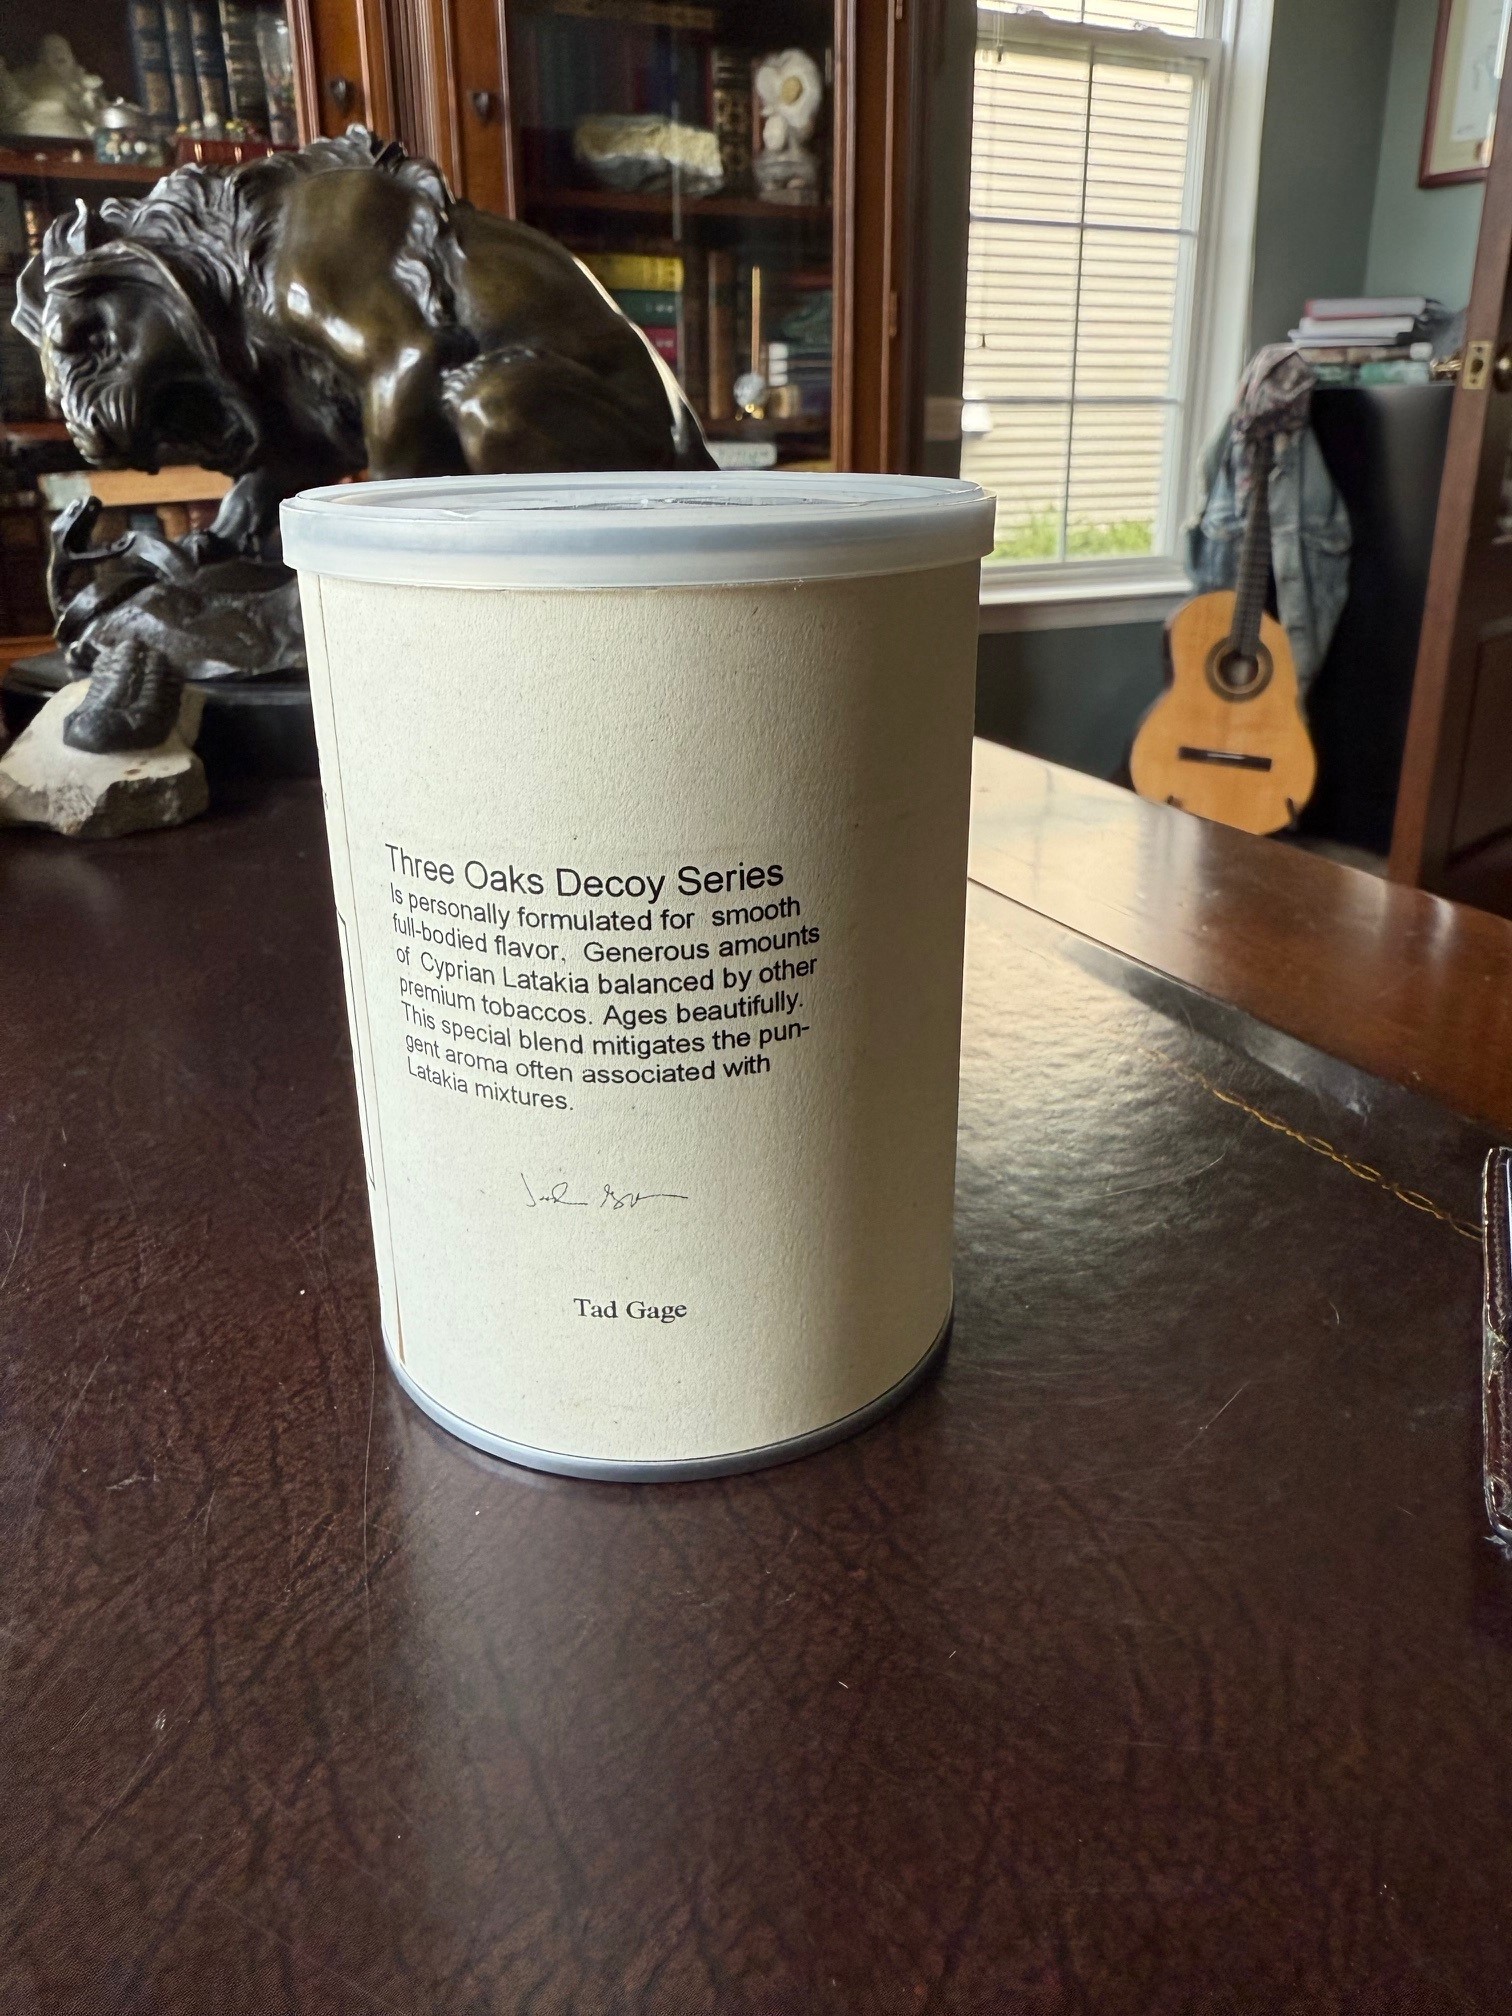 Three Oaks Decoy Series
Is personally formulated for smooth
full-bodied flavor. Generous amounts
of Cyprian Latakia balanced by other
premium tobaccos. Ages beautifully.
This special blend mitigates the pun-
gent aroma often associated with
Latakia mixtures.
Tad Gage